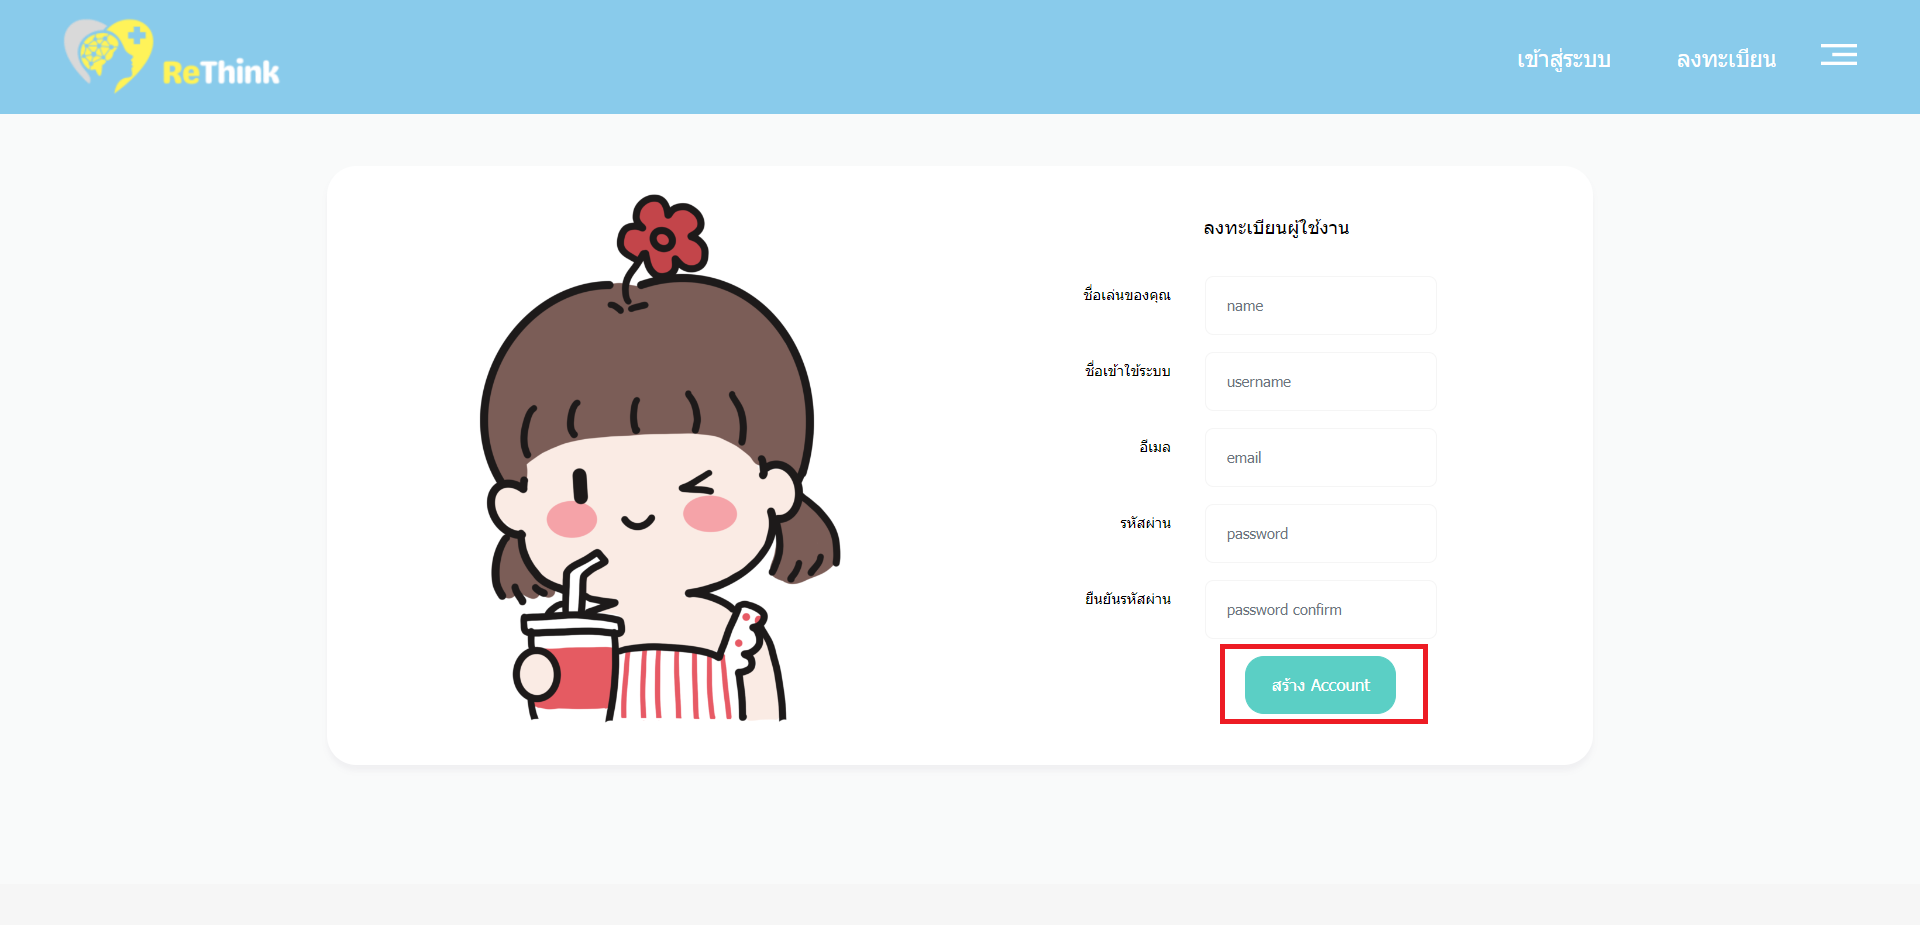 ReThink
เข้าสู่ระบบ
ลงทะเบียน
ลงทะเบียนผู้ใช้งาน
ชื่อเล่นของคุณ
name
ชื่อเข้าใช้ระบบ
username
อีเมล
email
รหัสผ่าน
password
ยืนยันรหัสผ่าน
password confirm
สร้าง Account